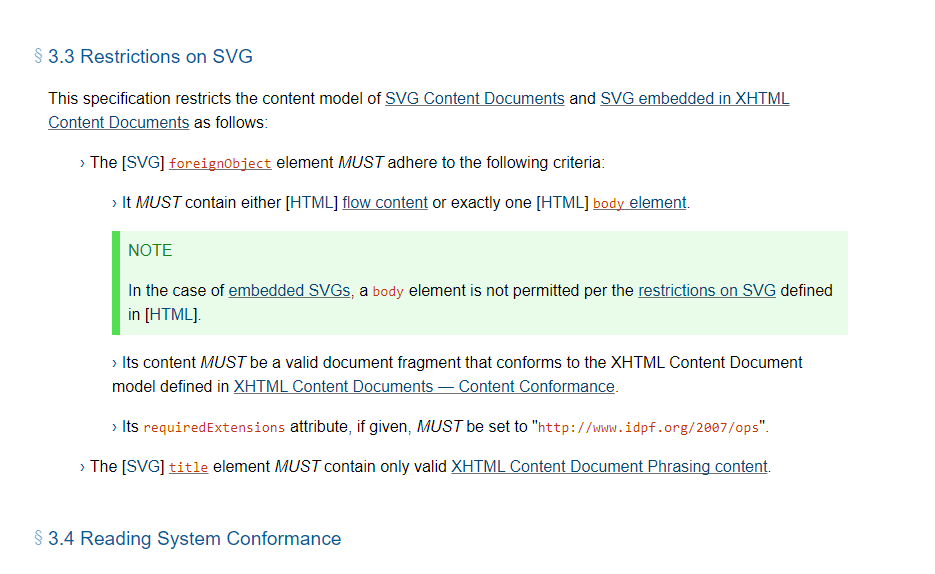 § 3.3 Restrictions on SVG
This specification restricts the content model of SVG Content Documents and SVG embedded in XHTML
Content Documents as follows:
› The [SVG] foreignObject element MUST adhere to the following criteria:
› It MUST contain either [HTML] flow content or exactly one [HTML] body element.
NOTE
In the case of embedded SVGs, a body element is not permitted per the restrictions on SVG defined
in [HTML].
› Its content MUST be a valid document fragment that conforms to the XHTML Content Document
model defined in XHTML Content Documents — Content Conformance.
› Its requiredExtensions attribute, if given, MUST be set to "http://www.idpf.org/2007/ops".
› The [SVG] title element MUST contain only valid XHTML Content Document Phrasing content.
§ 3.4 Reading System Conformance